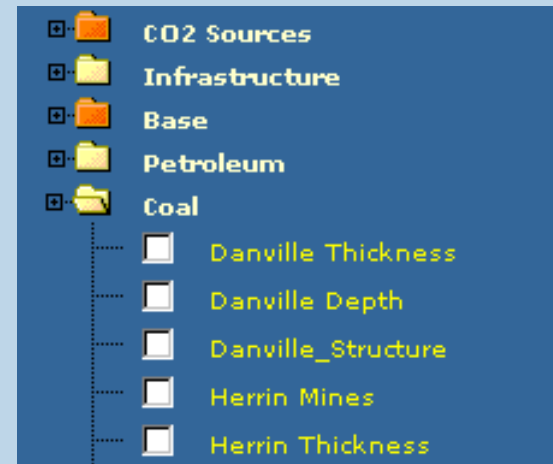 CO2 Sources
Infrastructure
Base
Petroleum
Coal
Danville Thickness
Danville Depth
Danville_Structure
Herrin Mines
Herrin Thickness